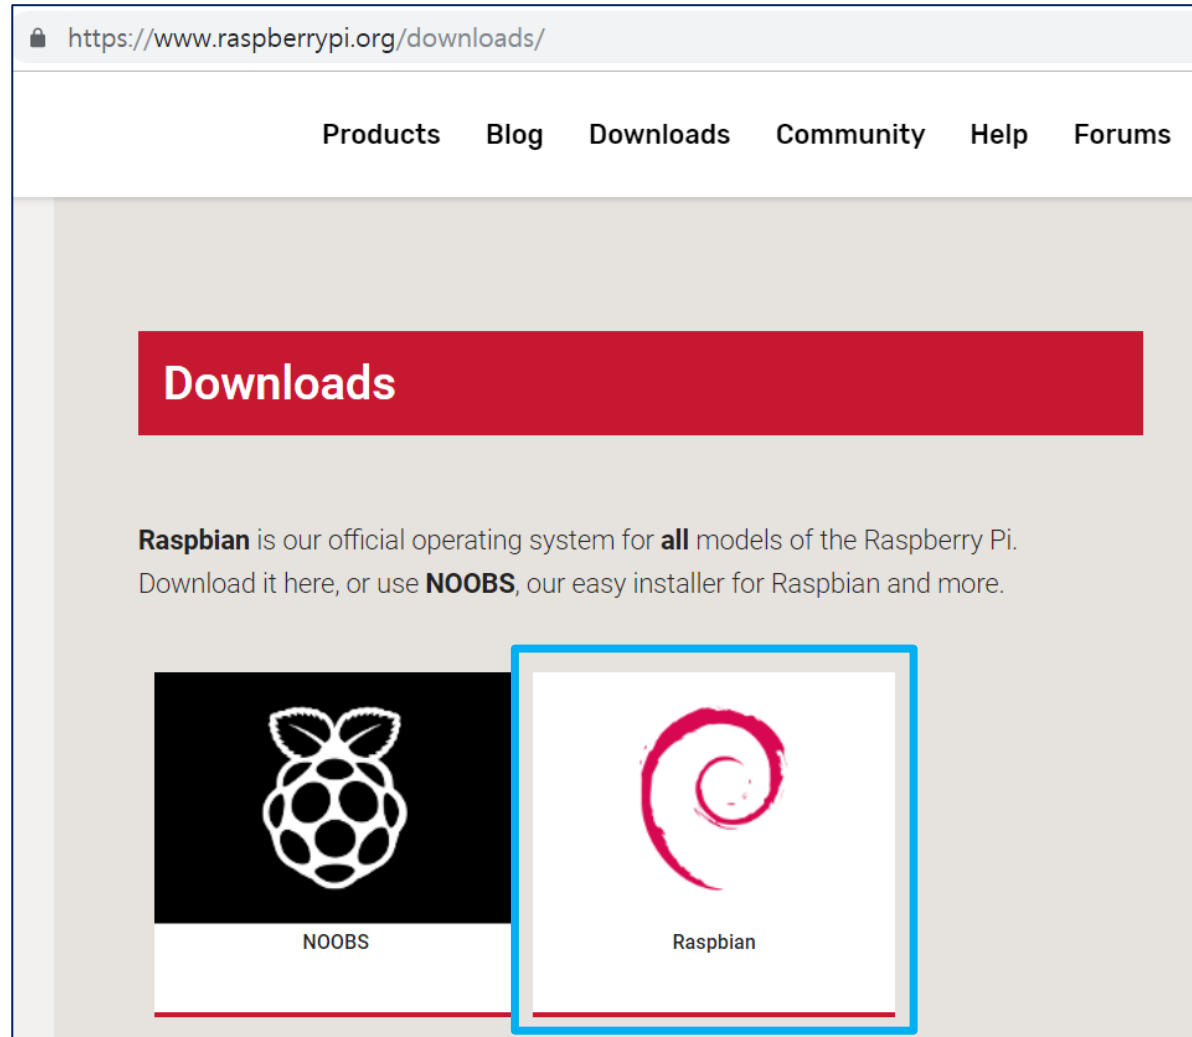 https://www.raspberrypi.org/downloads/
Products Blog Downloads Community Help Forums
Downloads
Raspbian is our official operating system for all models of the Raspberry Pi.
Download it here, or use NOOBS, our easy installer for Raspbian and more.
NOOBS
Raspbian